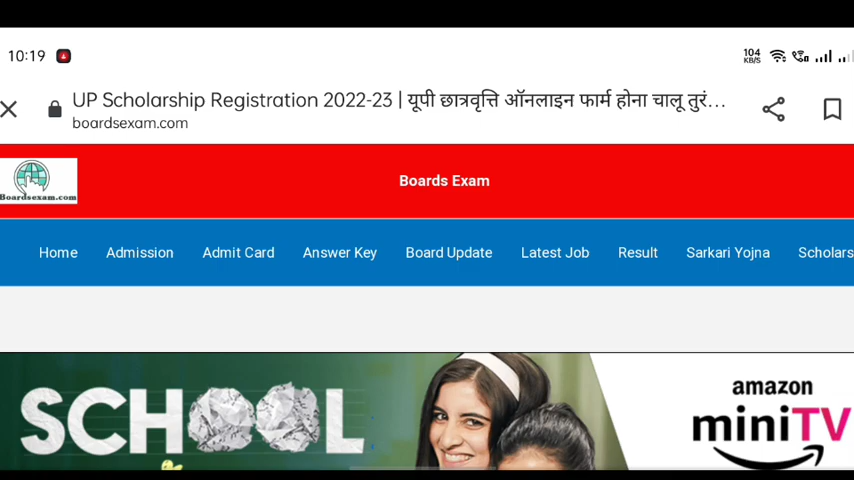 10:19
104
KB/S
UP Scholarship Registration 2022-23 | यूपी छात्रवृत्ति ऑनलाइन फार्म होना चालू तुरं...
boardsexam.com
Boardsexam.com
Boards Exam
Home Admission Admit Card Answer Key Board Update Latest Job Result Sarkari Yojna Scholars
SCHOOL
amazon
miniTV